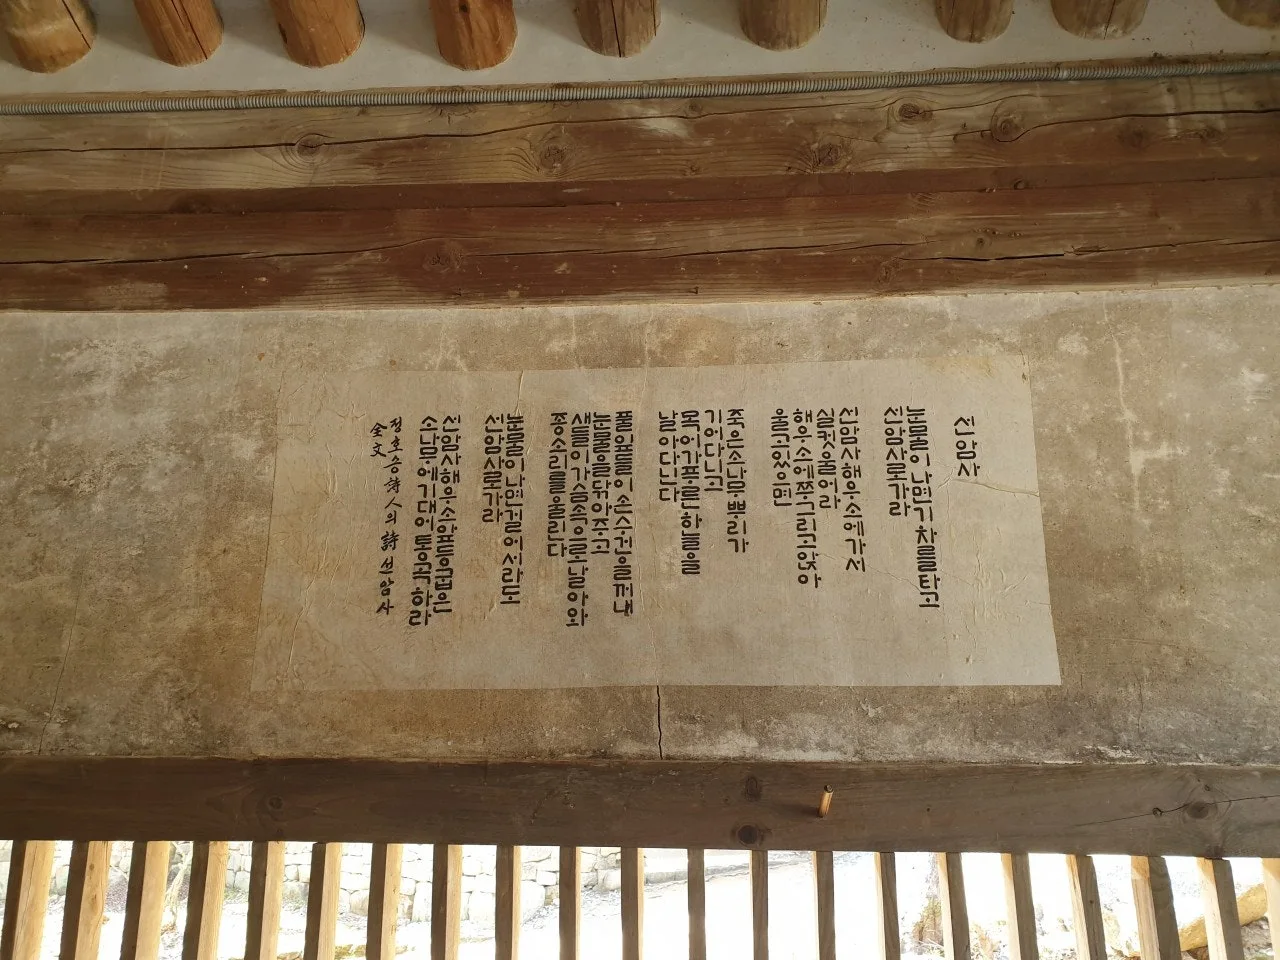 선암사
눈물이나면기차를타고
선암사로가라
선암사해우소에가서
실컷울어라
해우소에쭈그리고앉아
울고있으면
죽은소나무뿌리가
기어다니고
목어가푸른하늘을
날아다닌다
풀잎들이손수건을꺼내
눈물을닦아주고
새들이가슴속으로날아와
종소리를울린다
눈물이나면걸어서라도
선암사로가라
선암사해우소앞등굽은
소나무에기대어통곡하라
정호승詩人의詩선암사
全文